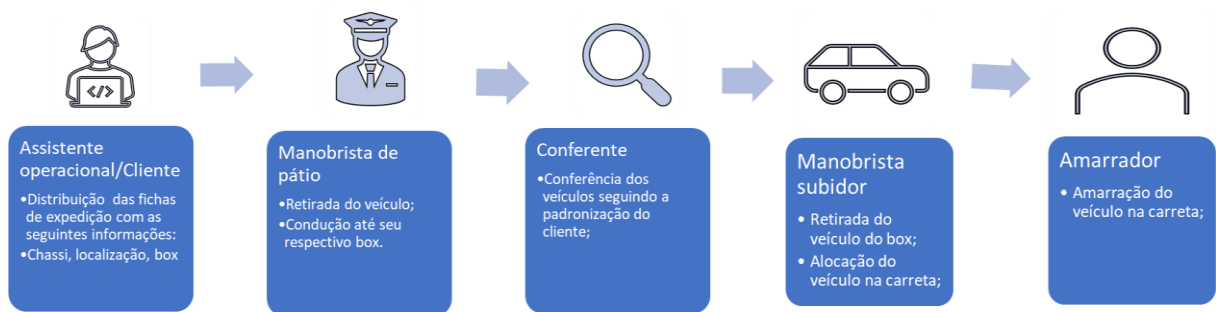 </>
Assistente
operacional/Cliente
•Distribuição das fichas
de expedição com as
seguintes informações:
•Chassi, localização, box
Manobrista de
pátio
•Retirada do veículo;
•Condução até seu
respectivo box.
Conferente
•Conferência dos
veículos seguindo a
padronização do
cliente;
Manobrista
subidor
• Retirada do
veículo do box;
• Alocação do
veículo na carreta;
Amarrador
• Amarração do
veículo na carreta;